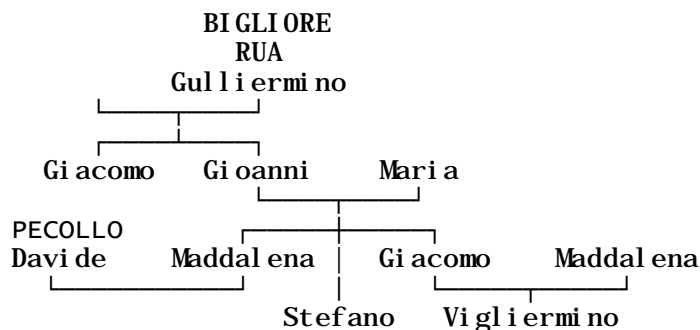 BIGLIORE
RUA
Gulliermino
Giacomo Gioanni Maria
PECOLLO
Davide Maddalena Giacomo Maddalena
Stefano Vigliermino